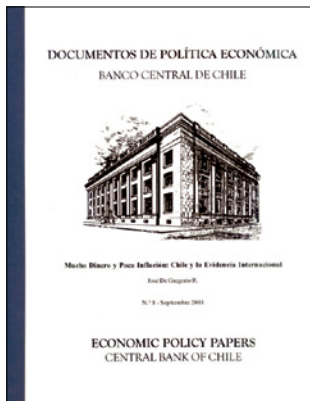 DOCUMENTOS DE POLÍTICA ECONÓMICA
BANCO CENTRAL DE CHILE
Mucho Dinero y Poca Inflación: Chile y la Evidencia Internacional
José De Gregorio R.
N.º 8 - Septiembre 2003
ECONOMIC POLICY PAPERS
CENTRAL BANK OF CHILE